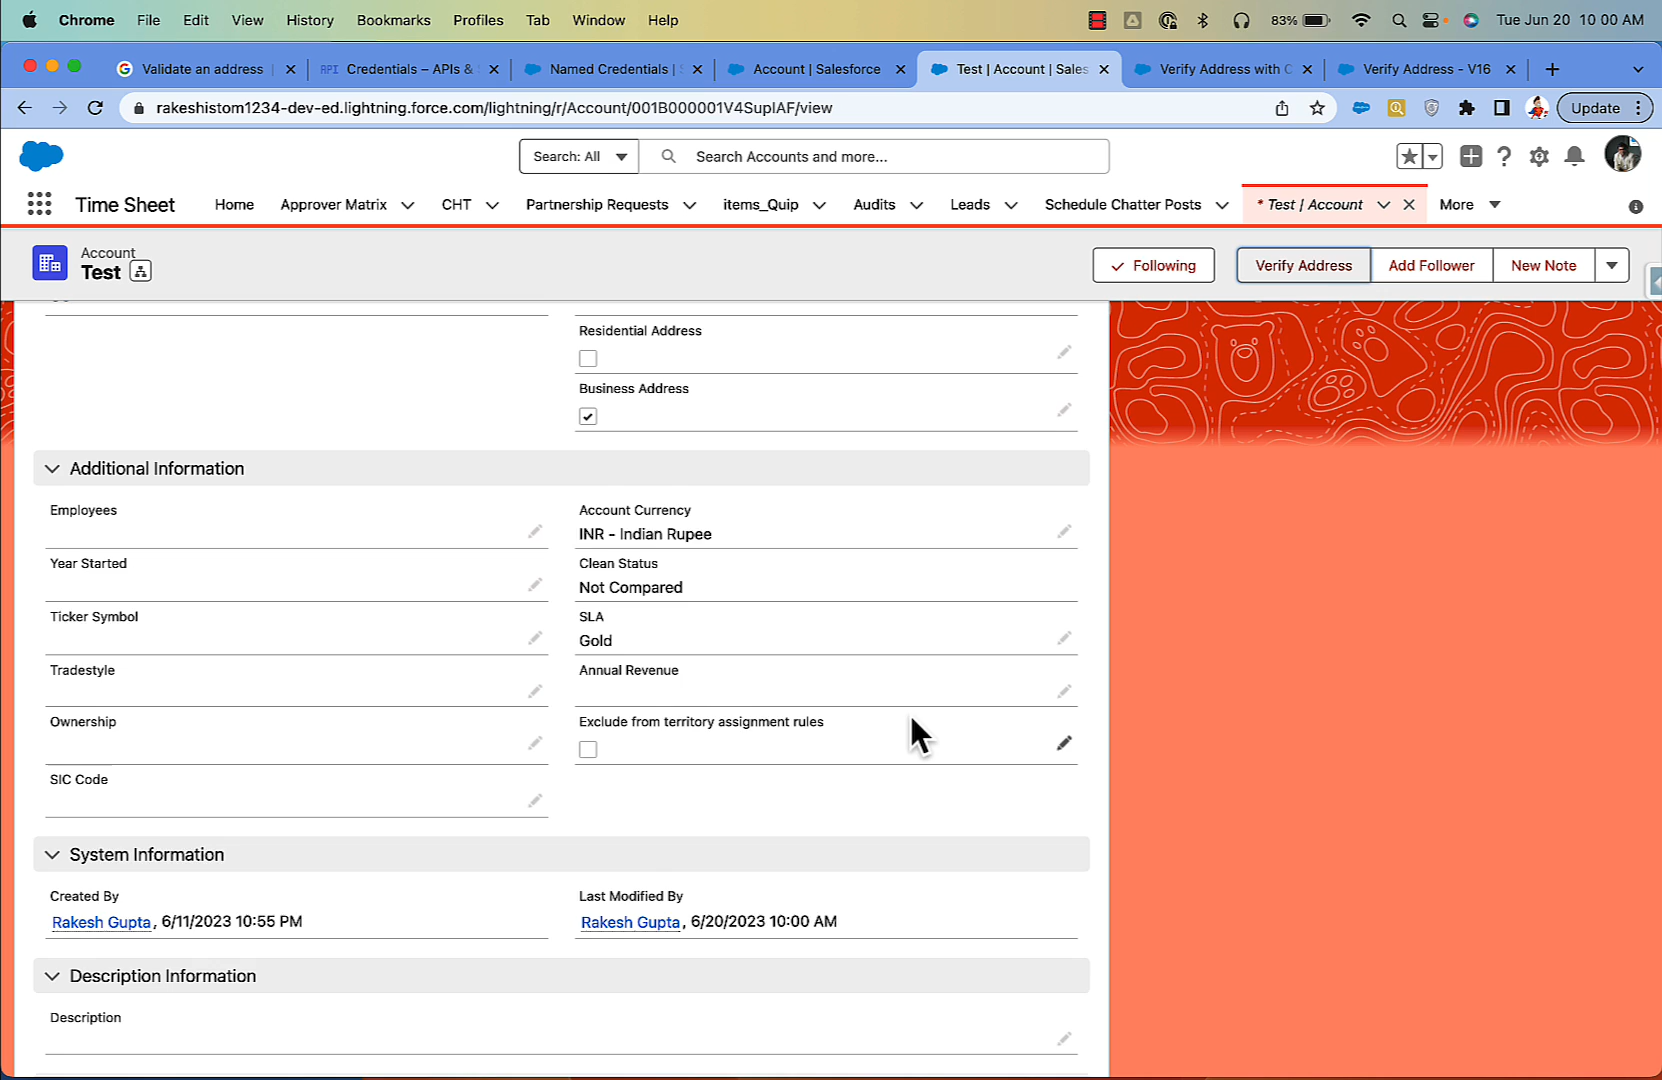 Chrome File Edit View History Bookmarks Profiles Tab Window Help 83% Tue Jun 20 10 00 AM
Validate an address API Credentials – APIs & Named Credentials | Account | Salesforce Test | Account | Sales Verify Address with Verify Address - V16
rakeshistom1234-dev-ed.lightning.force.com/lightning/r/Account/001B000001V4SupIAF/view Update
Search: All Search Accounts and more...
Time Sheet Home Approver Matrix CHT Partnership Requests items_Quip Audits Leads Schedule Chatter Posts * Test | Account More
Account
Test
Following Verify Address Add Follower New Note
Residential Address
Business Address
Additional Information
Employees
Account Currency
INR - Indian Rupee
Year Started
Clean Status
Not Compared
Ticker Symbol
SLA
Gold
Tradestyle
Annual Revenue
Ownership
Exclude from territory assignment rules
SIC Code
System Information
Created By
Rakesh Gupta, 6/11/2023 10:55 PM
Last Modified By
Rakesh Gupta, 6/20/2023 10:00 AM
Description Information
Description